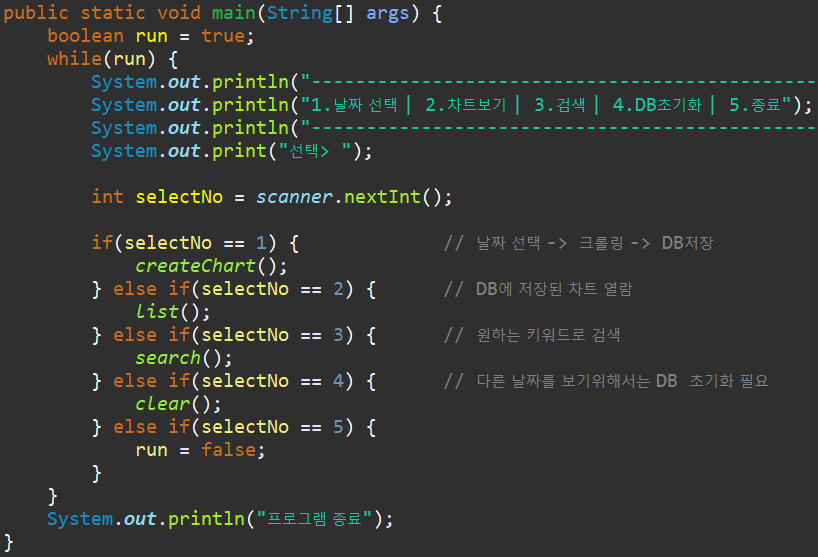 public static void main(String[] args) {
    boolean run = true;
    while(run) {
        System.out.println("-----------------------------------------------
        System.out.println("1.날짜 선택 | 2.차트보기 | 3.검색 | 4.DB초기화 | 5.종료");
        System.out.println("-----------------------------------------------
        System.out.print("선택> ");

        int selectNo = scanner.nextInt();

        if(selectNo == 1) {             // 날짜 선택 -> 크롤링 -> DB저장
            createChart();
        } else if(selectNo == 2) {      // DB에 저장된 차트 열람
            list();
        } else if(selectNo == 3) {      // 원하는 키워드로 검색
            search();
        } else if(selectNo == 4) {      // 다른 날짜를 보기위해서는 DB  초기화 필요
            clear();
        } else if(selectNo == 5) {
            run = false;
        }
    }
    System.out.println("프로그램 종료");
}